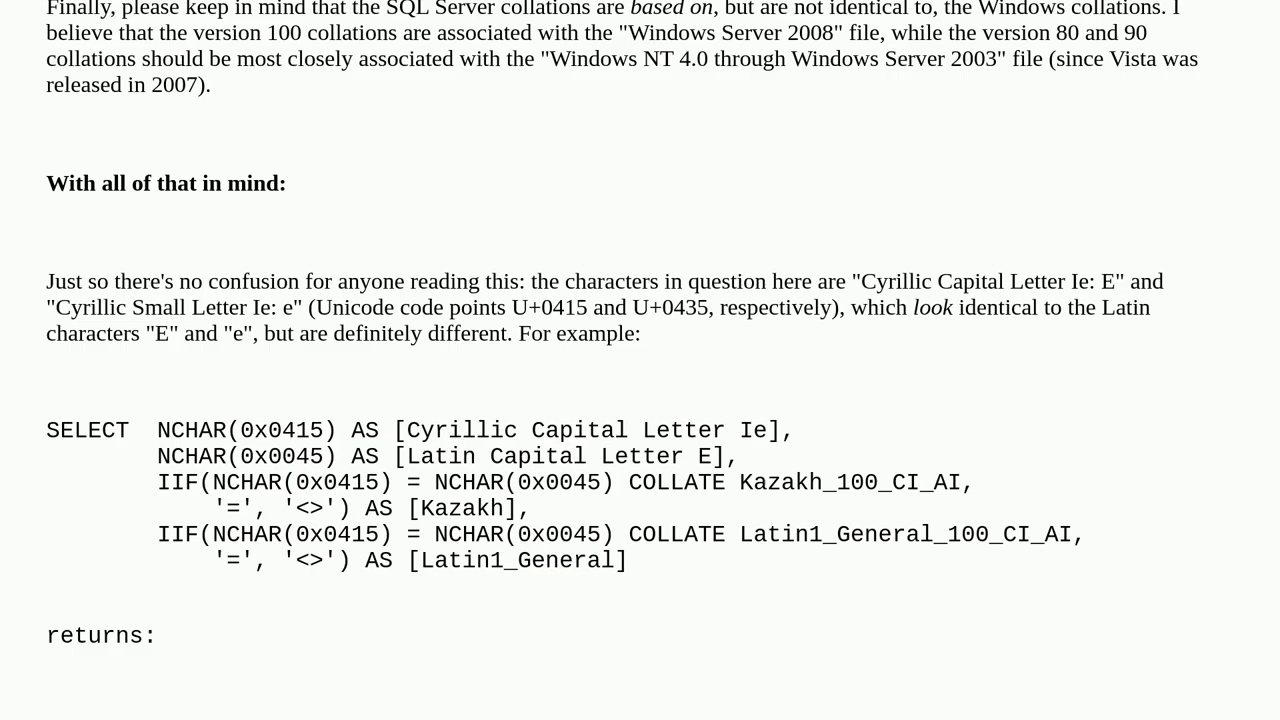 Finally, please keep in mind that the SQL Server collations are based on, but are not identical to, the Windows collations. I
believe that the version 100 collations are associated with the "Windows Server 2008" file, while the version 80 and 90
collations should be most closely associated with the "Windows NT 4.0 through Windows Server 2003" file (since Vista was
released in 2007).
With all of that in mind:
Just so there's no confusion for anyone reading this: the characters in question here are "Cyrillic Capital Letter Ie: Е" and
"Cyrillic Small Letter Ie: е" (Unicode code points U+0415 and U+0435, respectively), which look identical to the Latin
characters "E" and "e", but are definitely different. For example:
SELECT  NCHAR(0x0415) AS [Cyrillic Capital Letter Ie],
        NCHAR(0x0045) AS [Latin Capital Letter E],
        IIF(NCHAR(0x0415) = NCHAR(0x0045) COLLATE Kazakh_100_CI_AI,
            '=', '<>') AS [Kazakh],
        IIF(NCHAR(0x0415) = NCHAR(0x0045) COLLATE Latin1_General_100_CI_AI,
            '=', '<>') AS [Latin1_General]
returns: